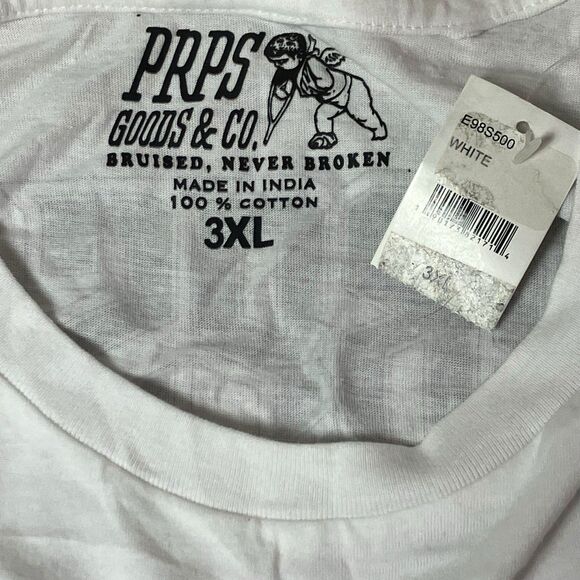 PRPS
GOODS & CO.
BRUISED, NEVER BROKEN
MADE IN INDIA
100 % COTTON
3XL
E98S500
WHITE
3XL